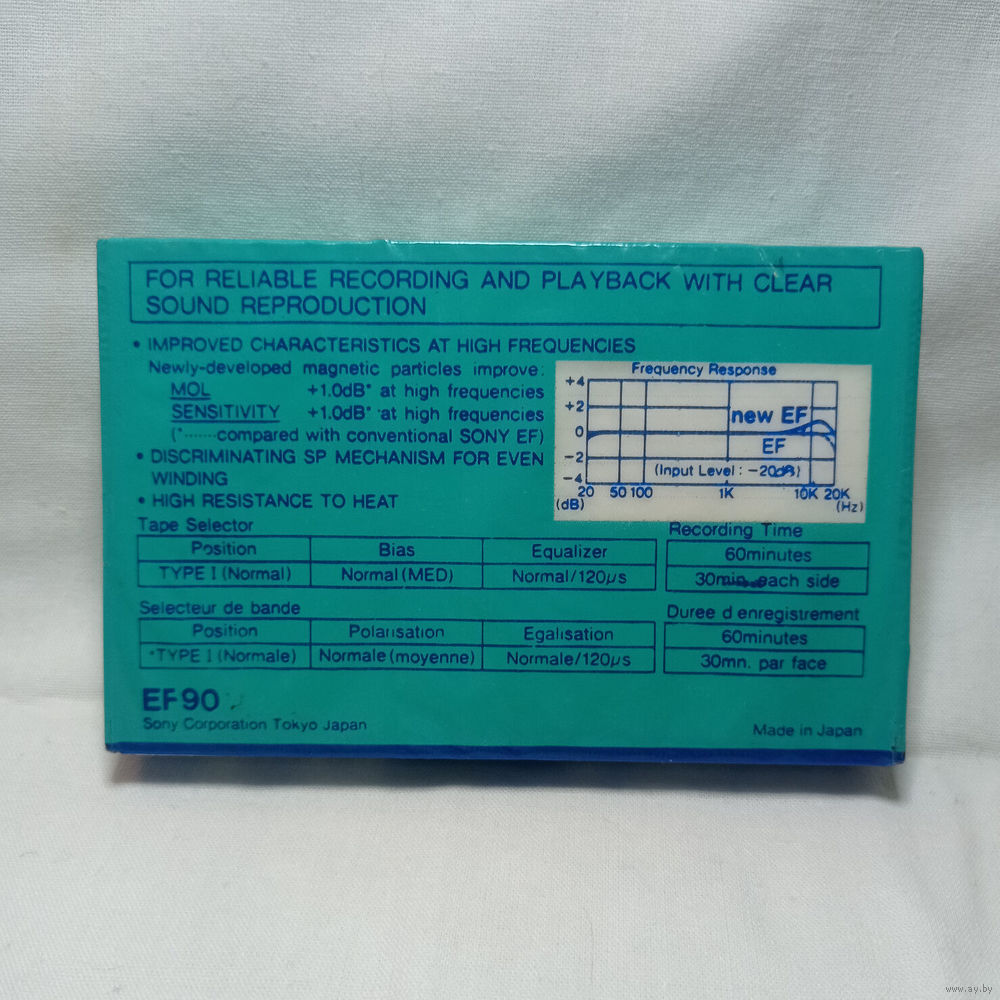 FOR RELIABLE RECORDING AND PLAYBACK WITH CLEAR
SOUND REPRODUCTION
• IMPROVED CHARACTERISTICS AT HIGH FREQUENCIES
Newly-developed magnetic particles improve:
MOL +1.0dB* at high frequencies
SENSITIVITY +1.0dB* at high frequencies
(*······compared with conventional SONY EF)
• DISCRIMINATING SP MECHANISM FOR EVEN
WINDING
• HIGH RESISTANCE TO HEAT
Frequency Response
+4
+2
0
−2
−4
new EF
EF
(Input Level : −20dB)
20 50 100 1K 10K 20K
(dB) (Hz)
Tape Selector
Position Bias Equalizer
TYPE I (Normal) Normal (MED) Normal/120μs
Recording Time
60minutes
30min. each side
Selecteur de bande
Position Polarisation Egalisation
*TYPE I (Normale) Normale (moyenne) Normale/120μs
Duree d enregistrement
60minutes
30mn. par face
EF90
Sony Corporation Tokyo Japan
Made in Japan
www.ay.by